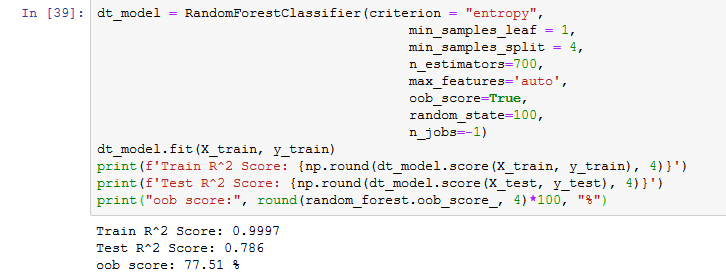 In [39]: dt_model = RandomForestClassifier(criterion = "entropy",
min_samples_leaf = 1,
min_samples_split = 4,
n_estimators=700,
max_features='auto',
oob_score=True,
random_state=100,
n_jobs=-1)
dt_model.fit(X_train, y_train)
print(f'Train R^2 Score: {np.round(dt_model.score(X_train, y_train), 4)}')
print(f'Test R^2 Score: {np.round(dt_model.score(X_test, y_test), 4)}')
print("oob score:", round(random_forest.oob_score_, 4)*100, "%")
Train R^2 Score: 0.9997
Test R^2 Score: 0.786
oob score: 77.51 %